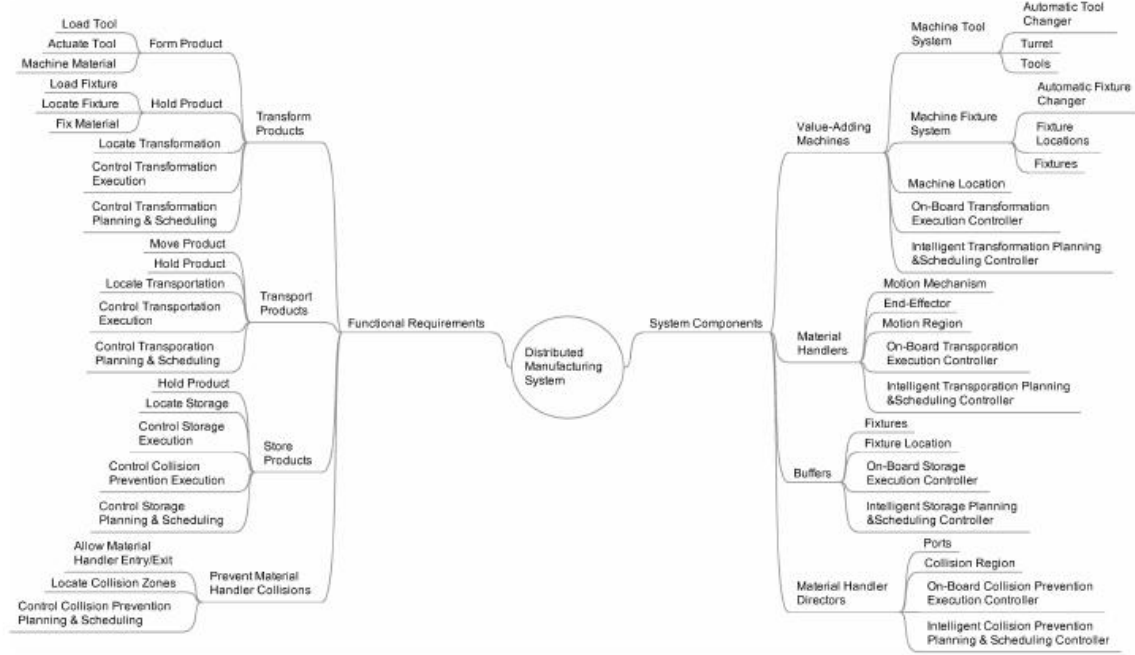 Load Tool
Actuate Tool
Machine Material
Form Product
Load Fixture
Locate Fixture
Fix Material
Hold Product
Locate Transformation
Control Transformation
Execution
Control Transformation
Planning & Scheduling
Transform
Products
Move Product
Hold Product
Locate Transportation
Control Transportation
Execution
Control Transporation
Planning & Scheduling
Transport
Products
Hold Product
Locate Storage
Control Storage
Execution
Control Collision
Prevention Execution
Control Storage
Planning & Scheduling
Store
Products
Allow Material
Handler Entry/Exit
Locate Collision Zones
Control Collision Prevention
Planning & Scheduling
Prevent Material
Handler Collisions
Functional Requirements
Distributed
Manufacturing
System
System Components
Value-Adding
Machines
Machine Tool
System
Automatic Tool
Changer
Turret
Tools
Machine Fixture
System
Automatic Fixture
Changer
Fixture
Locations
Fixtures
Machine Location
On-Board Transformation
Execution Controller
Intelligent Transformation Planning
&Scheduling Controller
Material
Handlers
Motion Mechanism
End-Effector
Motion Region
On-Board Transporation
Execution Controller
Intelligent Transporation Planning
&Scheduling Controller
Buffers
Fixtures
Fixture Location
On-Board Storage
Execution Controller
Intelligent Storage Planning
&Scheduling Controller
Material Handler
Directors
Ports
Collision Region
On-Board Collision Prevention
Execution Controller
Intelligent Collision Prevention
Planning & Scheduling Controller